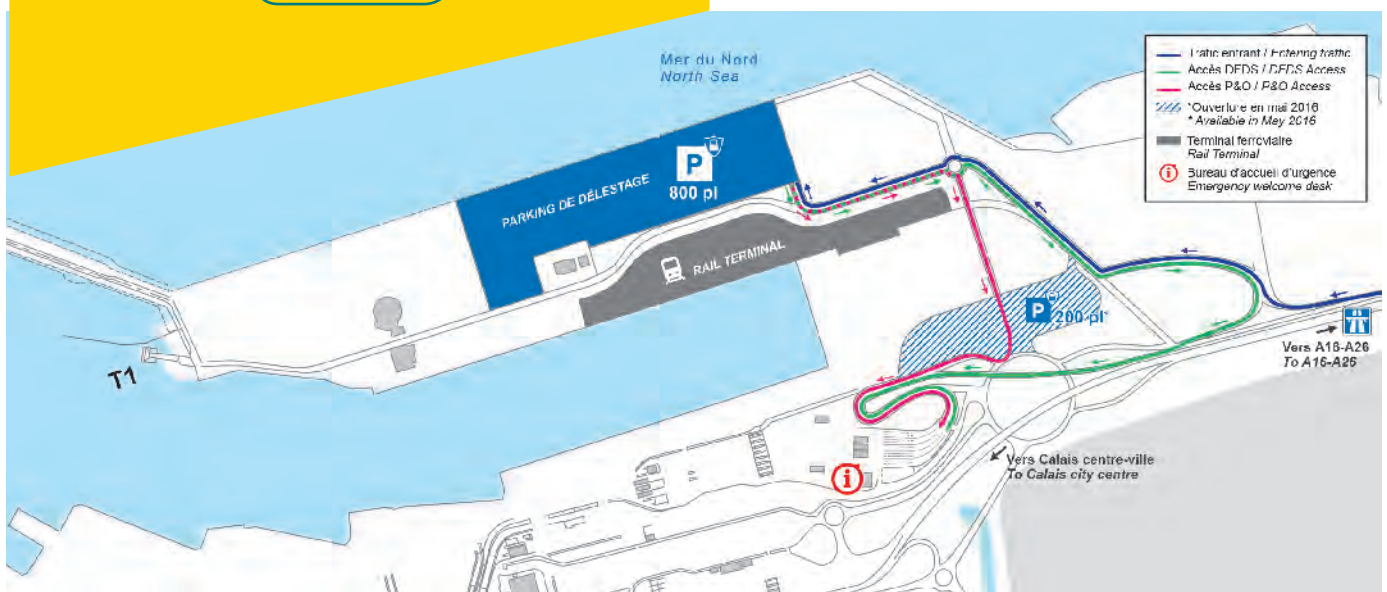 Mer du Nord
North Sea
Trafic entrant / Entering traffic
Accès DFDS / DFDS Access
Accès P&O / P&O Access
*Ouverture en mai 2016
* Available in May 2016
Terminal ferroviaire
Rail Terminal
Bureau d'accueil d'urgence
Emergency welcome desk
P
800 pl
PARKING DE DÉLESTAGE
RAIL TERMINAL
P
200 pl*
Vers A16-A26
To A16-A26
T1
Vers Calais centre-ville
To Calais city centre
i